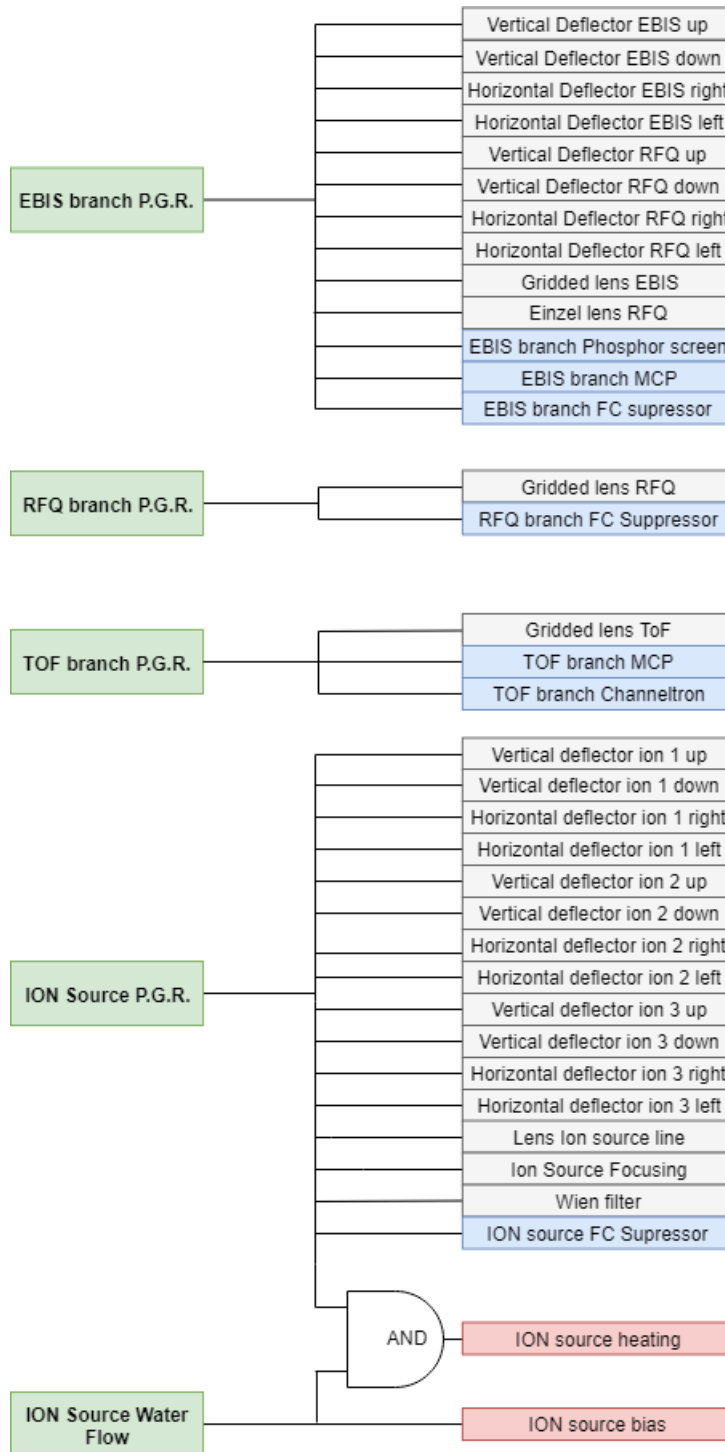 Vertical Deflector EBIS up
Vertical Deflector EBIS down
Horizontal Deflector EBIS right
Horizontal Deflector EBIS left
Vertical Deflector RFQ up
Vertical Deflector RFQ down
EBIS branch P.G.R.
Horizontal Deflector RFQ right
Horizontal Deflector RFQ left
Gridded lens EBIS
Einzel lens RFQ
EBIS branch Phosphor screen
EBIS branch MCP
EBIS branch FC supressor
RFQ branch P.G.R.
Gridded lens RFQ
RFQ branch FC Suppressor
TOF branch P.G.R.
Gridded lens ToF
TOF branch MCP
TOF branch Channeltron
Vertical deflector ion 1 up
Vertical deflector ion 1 down
Horizontal deflector ion 1 right
Horizontal deflector ion 1 left
Vertical deflector ion 2 up
Vertical deflector ion 2 down
Horizontal deflector ion 2 right
Horizontal deflector ion 2 left
ION Source P.G.R.
Vertical deflector ion 3 up
Vertical deflector ion 3 down
Horizontal deflector ion 3 right
Horizontal deflector ion 3 left
Lens Ion source line
Ion Source Focusing
Wien filter
ION source FC Supressor
AND
ION source heating
ION Source Water
Flow
ION source bias